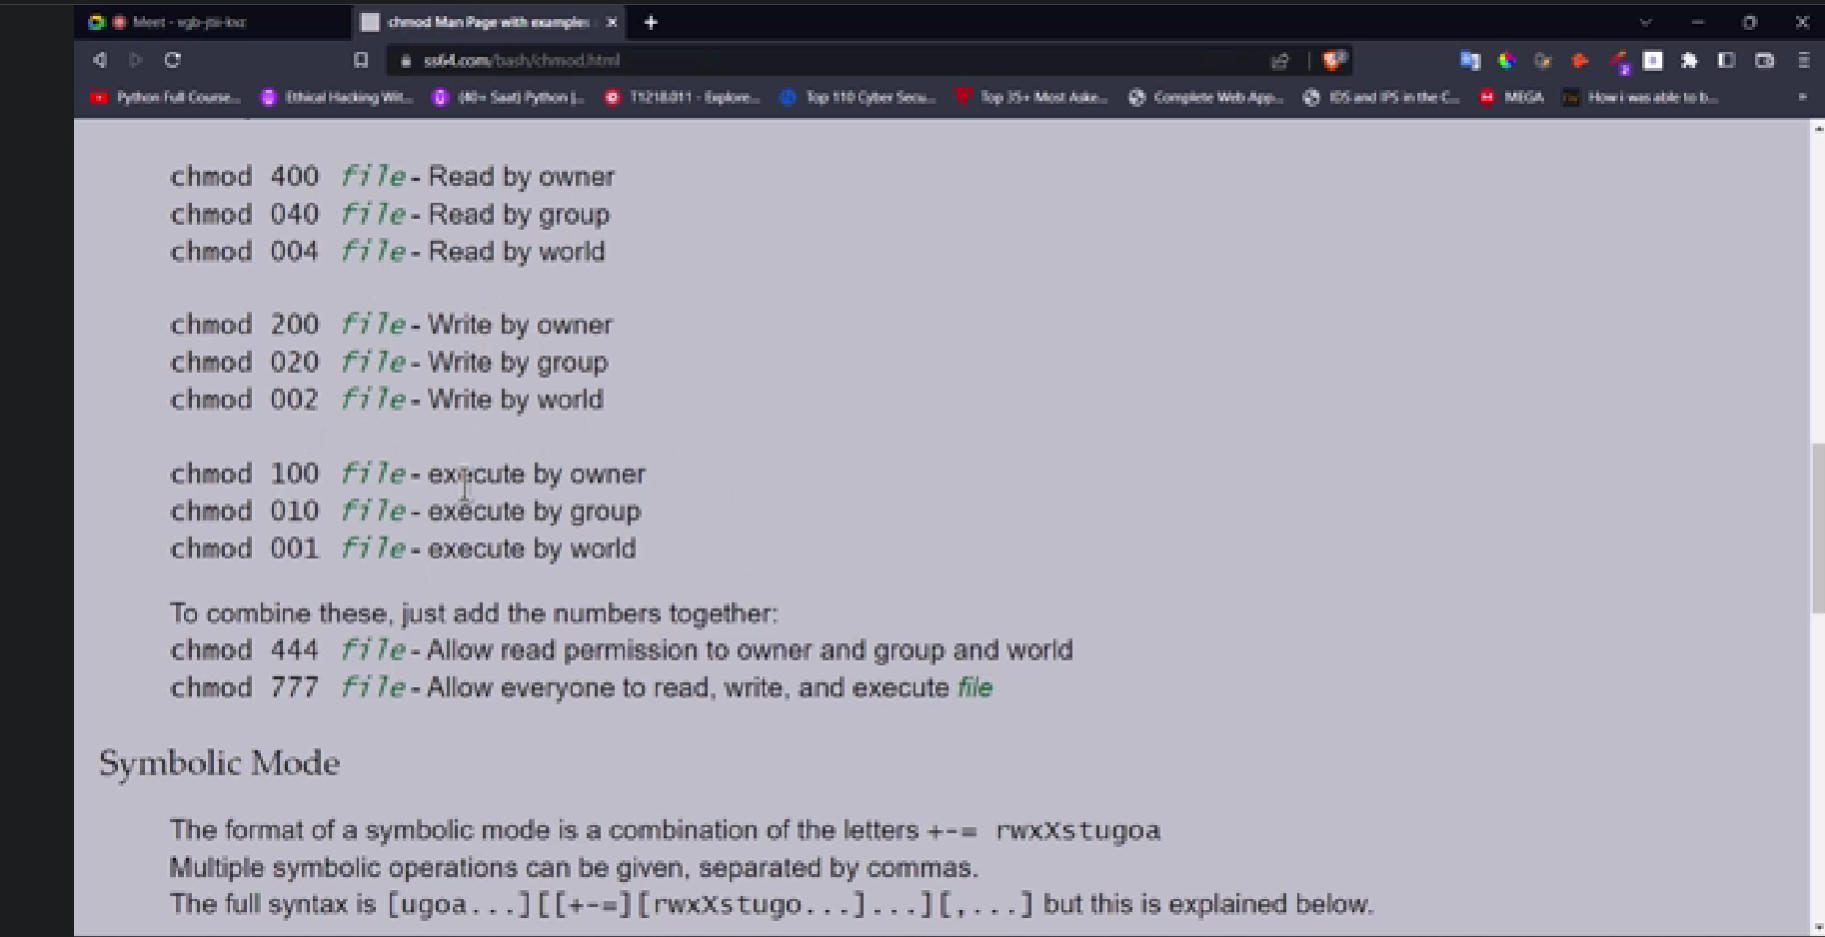 Meet -
chmod Man Page with examples
ss64.com/bash/chmod.html
Python Full Course...
Ethical Hacking Wit...
(40+ Saat) Python |...
T1218.011 - Explore...
Top 110 Cyber Secu...
Top 35+ Most Aske...
Complete Web App...
IDS and IPS in the C...
MEGA
How i was able to b...
chmod 400 file - Read by owner
chmod 040 file - Read by group
chmod 004 file - Read by world
chmod 200 file - Write by owner
chmod 020 file - Write by group
chmod 002 file - Write by world
chmod 100 file - execute by owner
chmod 010 file - execute by group
chmod 001 file - execute by world
To combine these, just add the numbers together:
chmod 444 file - Allow read permission to owner and group and world
chmod 777 file - Allow everyone to read, write, and execute file
Symbolic Mode
The format of a symbolic mode is a combination of the letters +-= rwxXstugoa
Multiple symbolic operations can be given, separated by commas.
The full syntax is [ugoa...][[+-=][rwxXstugo...]...][,...] but this is explained below.